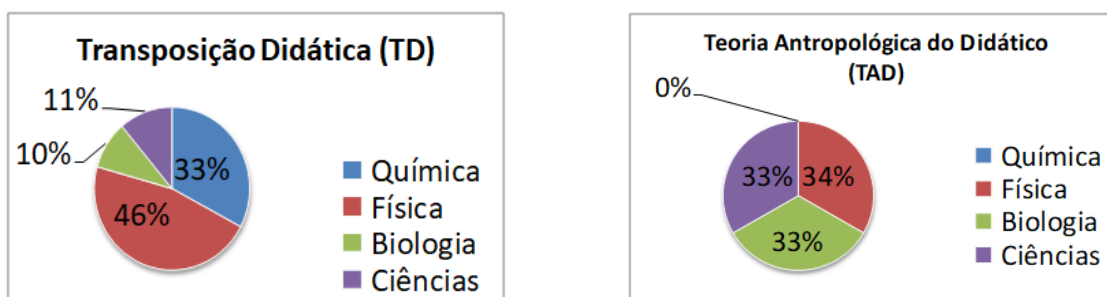 Transposição Didática (TD)
11%
10%
33%
46%
Química
Física
Biologia
Ciências
Teoria Antropológica do Didático
(TAD)
0%
33%
34%
33%
Química
Física
Biologia
Ciências